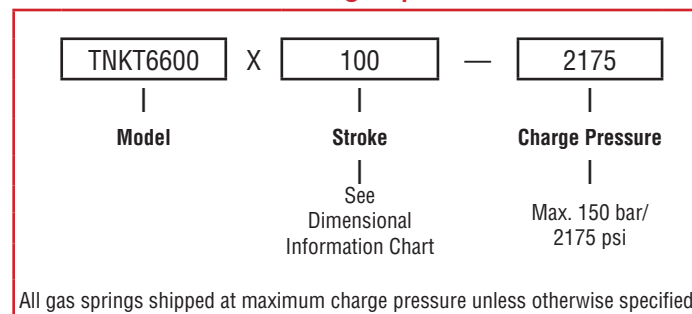 TNKT6600 X 100 — 2175
Model Stroke Charge Pressure
See
Dimensional
Information Chart
Max. 150 bar/
2175 psi
All gas springs shipped at maximum charge pressure unless otherwise specified